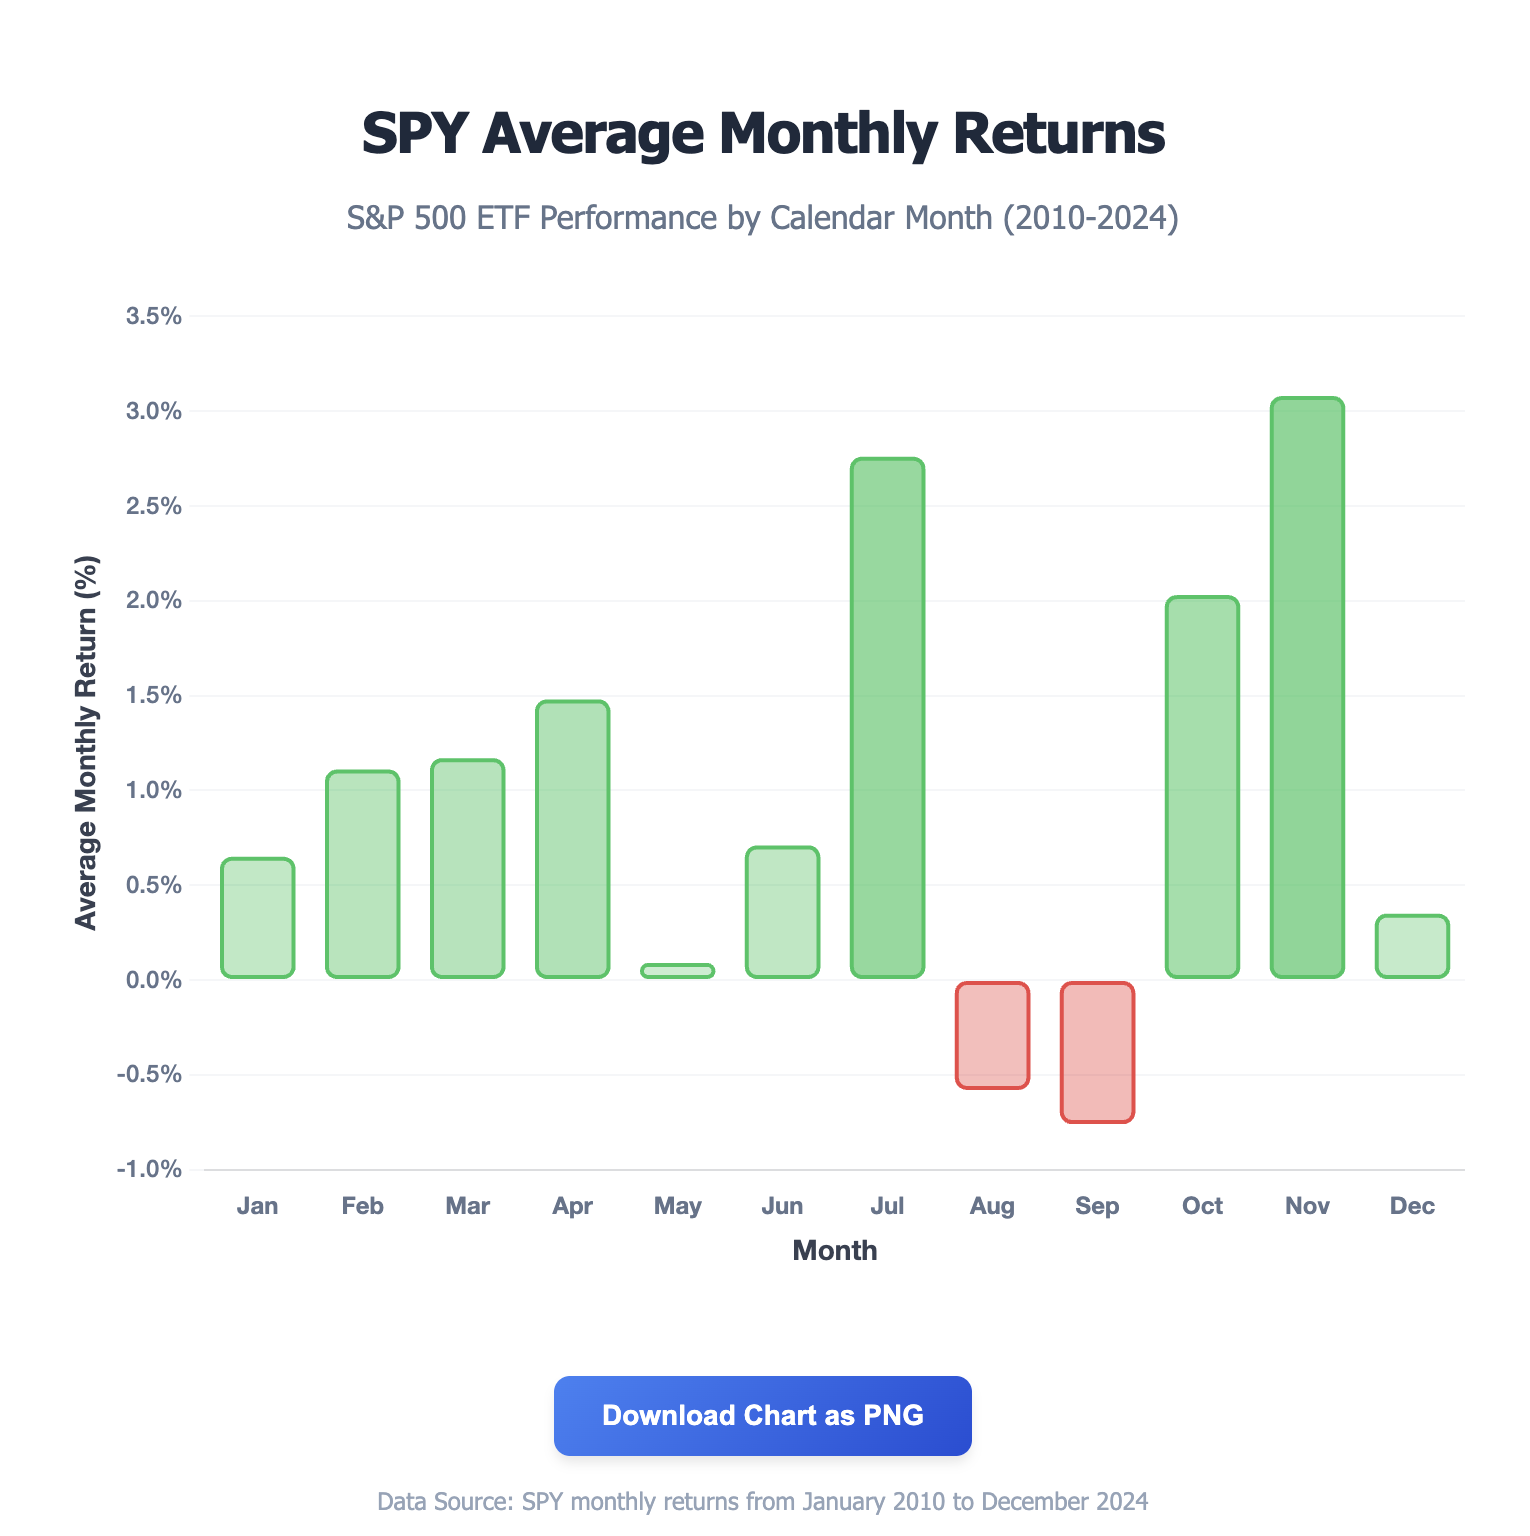 SPY Average Monthly Returns
S&P 500 ETF Performance by Calendar Month (2010-2024)
Average Monthly Return (%)
3.5%
3.0%
2.5%
2.0%
1.5%
1.0%
0.5%
0.0%
-0.5%
-1.0%
Jan Feb Mar Apr May Jun Jul Aug Sep Oct Nov Dec
Month
Download Chart as PNG
Data Source: SPY monthly returns from January 2010 to December 2024